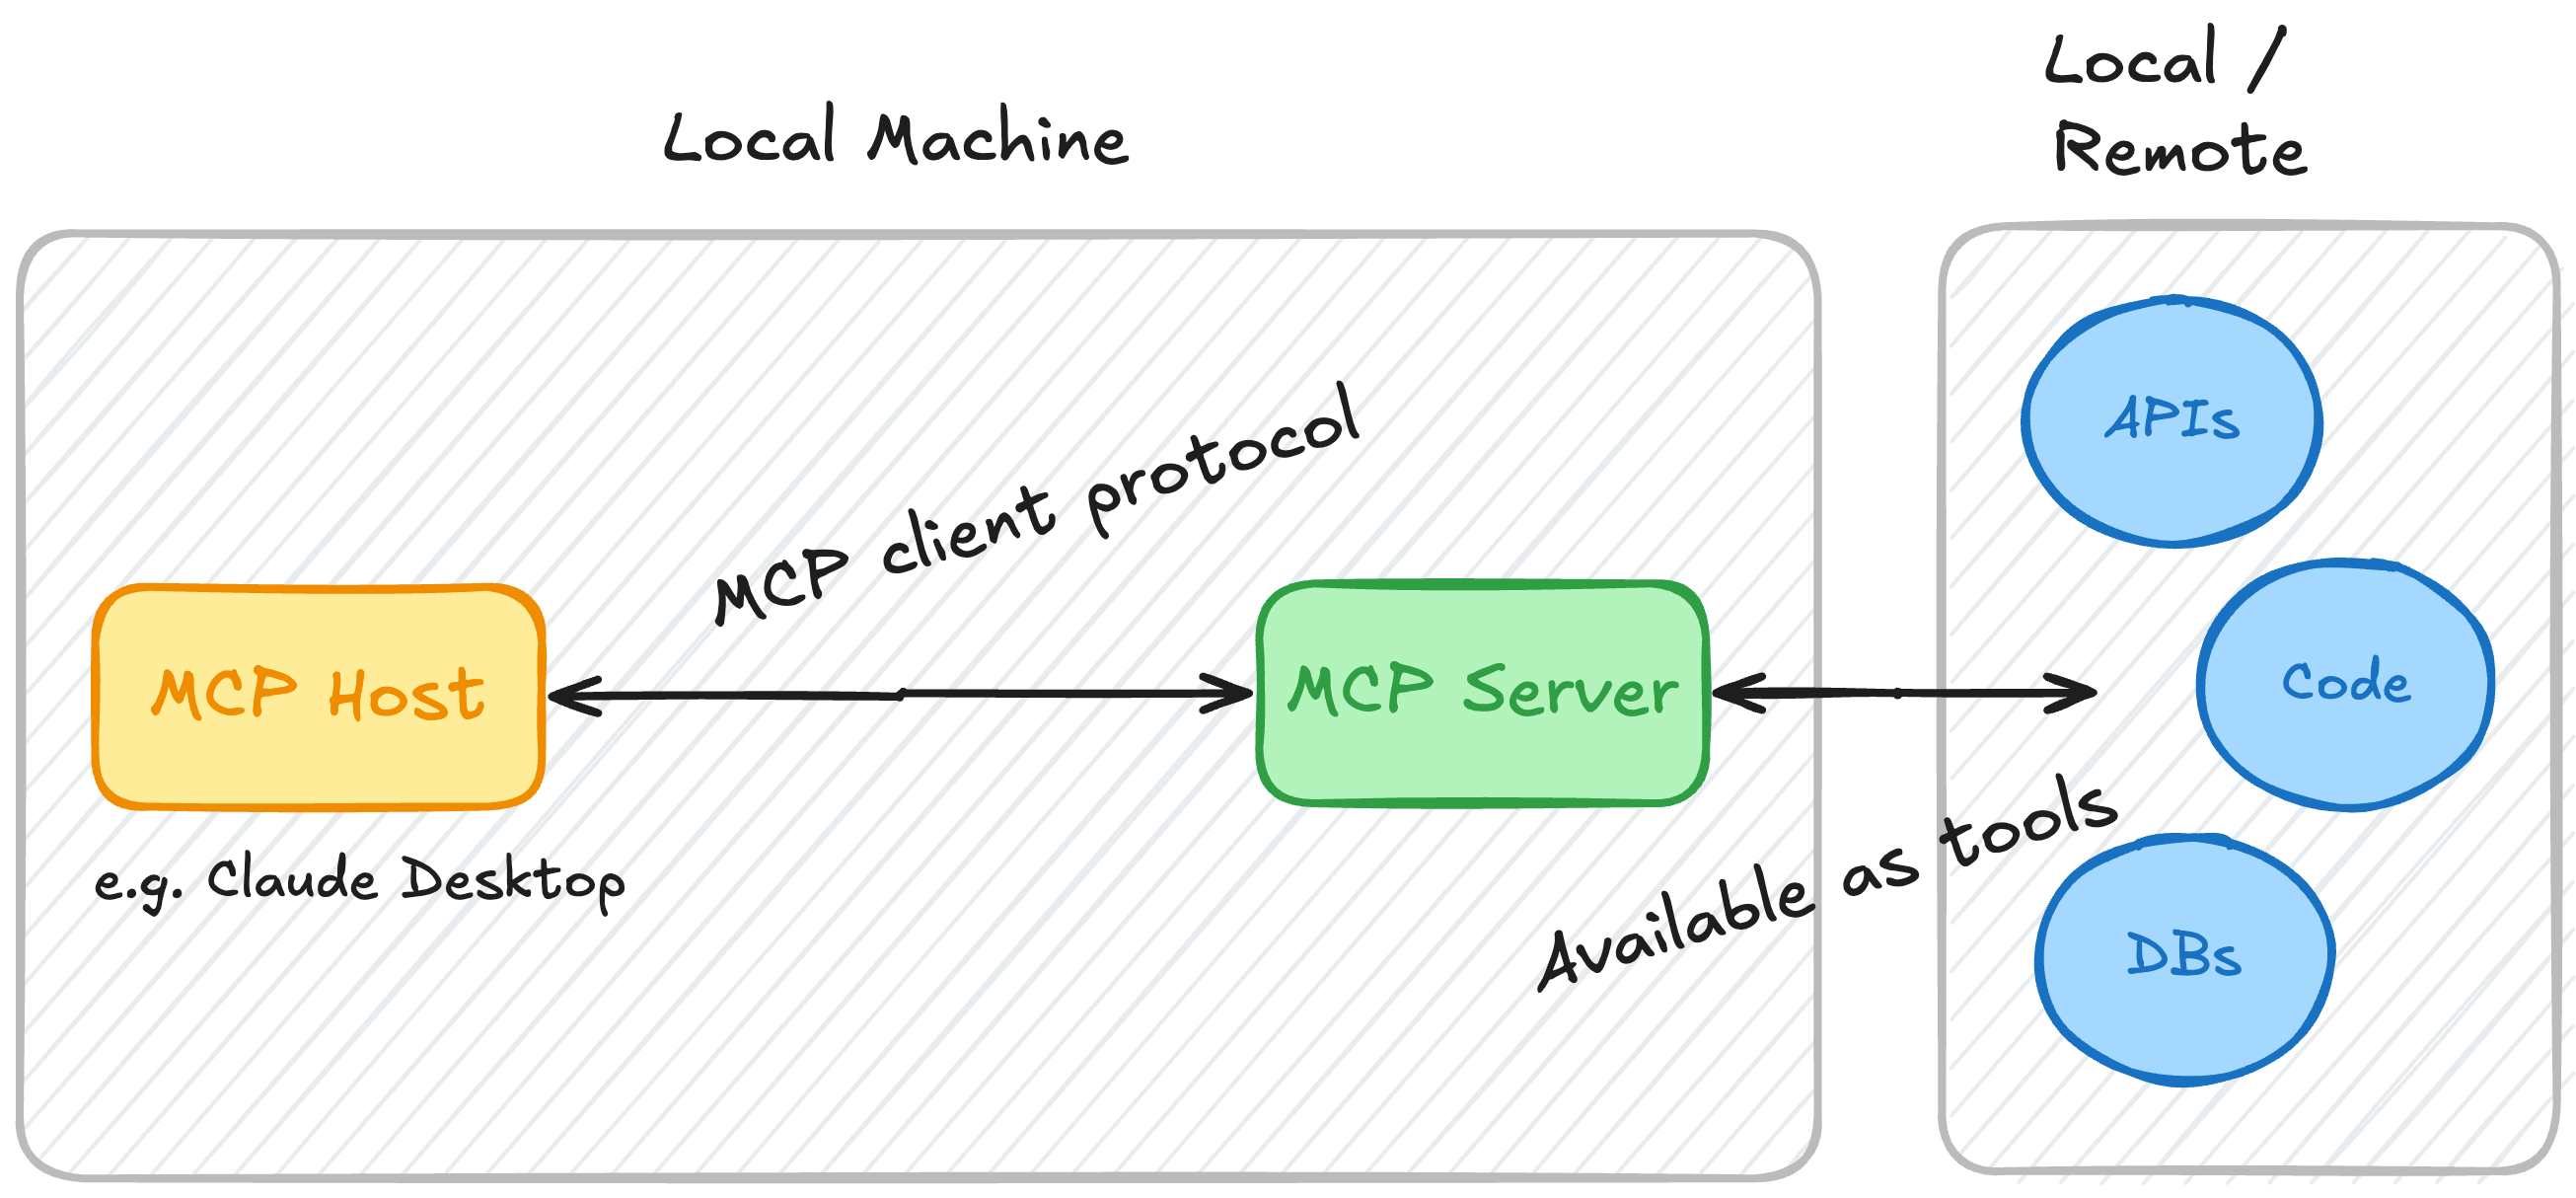 Local Machine
Local /
Remote
MCP client protocol
MCP Host
e.g. Claude Desktop
MCP Server
Available as tools
APIs
Code
DBs